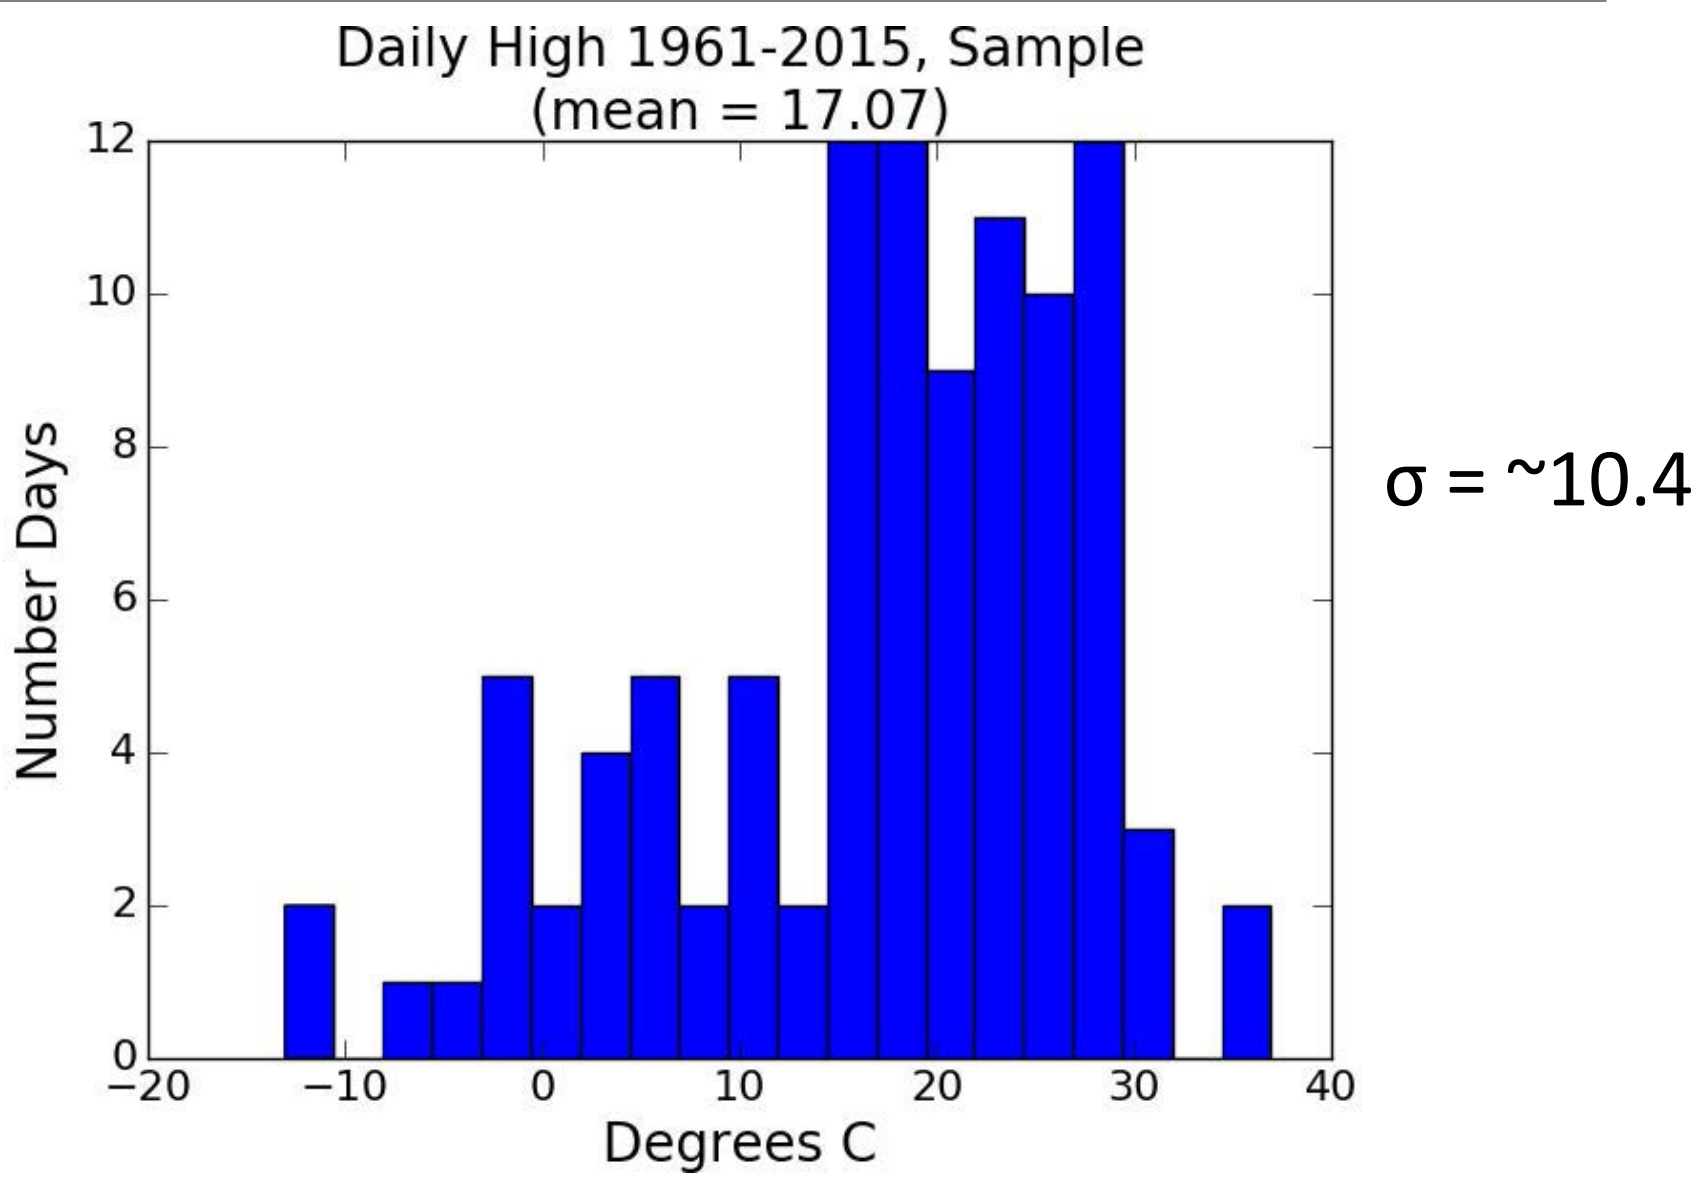 Daily High 1961-2015, Sample
(mean = 17.07)
12
10
8
6
4
2
0
Number Days
−20 −10 0 10 20 30 40
Degrees C
σ = ~10.4